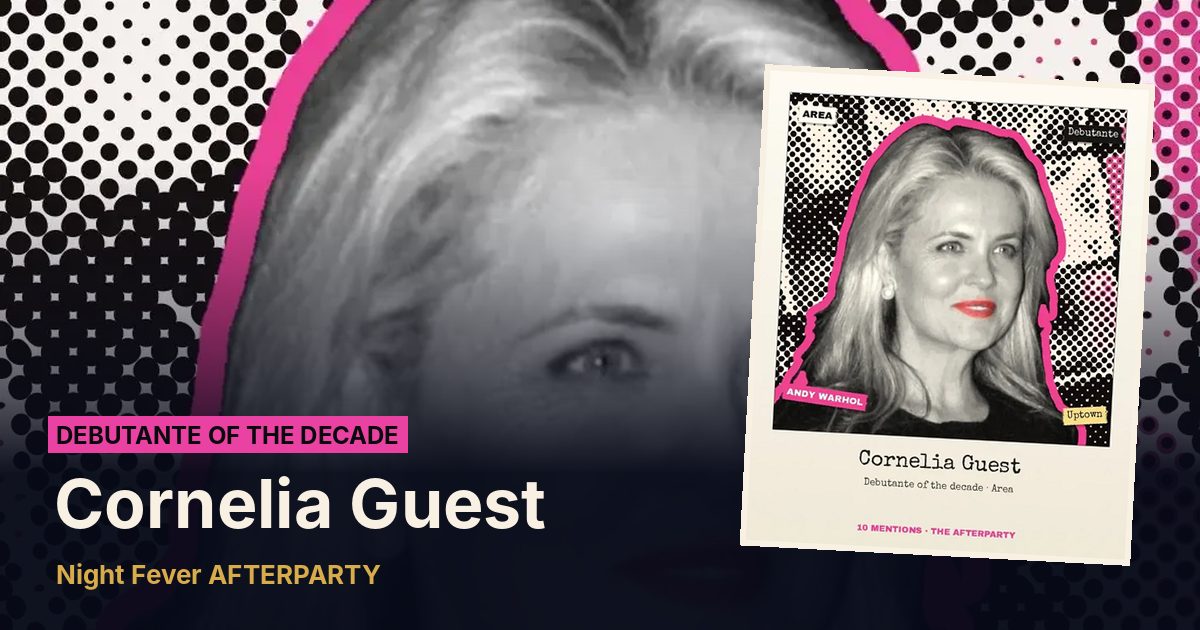 DEBUTANTE OF THE DECADE
Cornelia Guest
Night Fever AFTERPARTY
AREA
Debutante
ANDY WARHOL
Uptown
Cornelia Guest
Debutante of the decade · Area
10 MENTIONS · THE AFTERPARTY